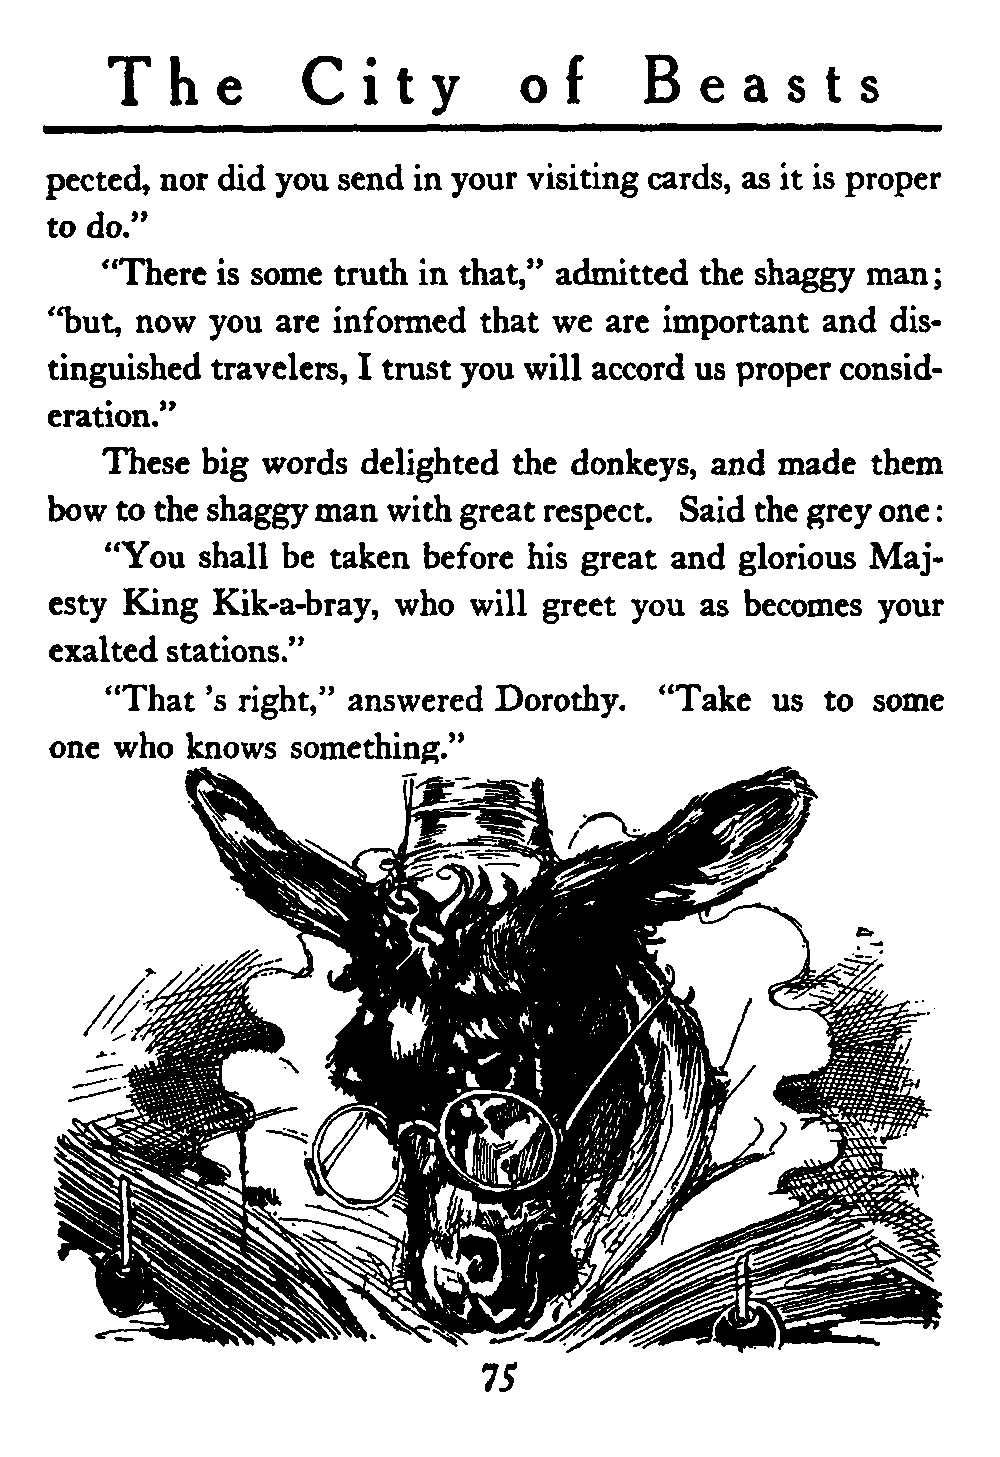 The City of Beasts
pected, nor did you send in your visiting cards, as it is proper
to do.”
“There is some truth in that,” admitted the shaggy man;
“but, now you are informed that we are important and dis-
tinguished travelers, I trust you will accord us proper consid-
eration.”
These big words delighted the donkeys, and made them
bow to the shaggy man with great respect. Said the grey one:
“You shall be taken before his great and glorious Maj-
esty King Kik-a-bray, who will greet you as becomes your
exalted stations.”
“That ’s right,” answered Dorothy. “Take us to some
one who knows something.”
75